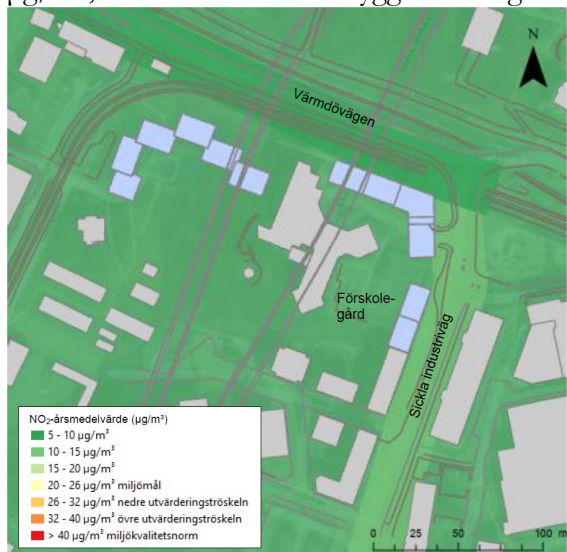 N
Värmdövägen
Förskole-
gård
Sickla industriväg
NO₂-årsmedelvärde (µg/m³)
5 - 10 µg/m³
10 - 15 µg/m³
15 - 20 µg/m³
20 - 26 µg/m³ miljömål
26 - 32 µg/m³ nedre utvärderingströskeln
32 - 40 µg/m³ övre utvärderingströskeln
> 40 µg/m³ miljökvalitetsnorm
0 25 50 100 m